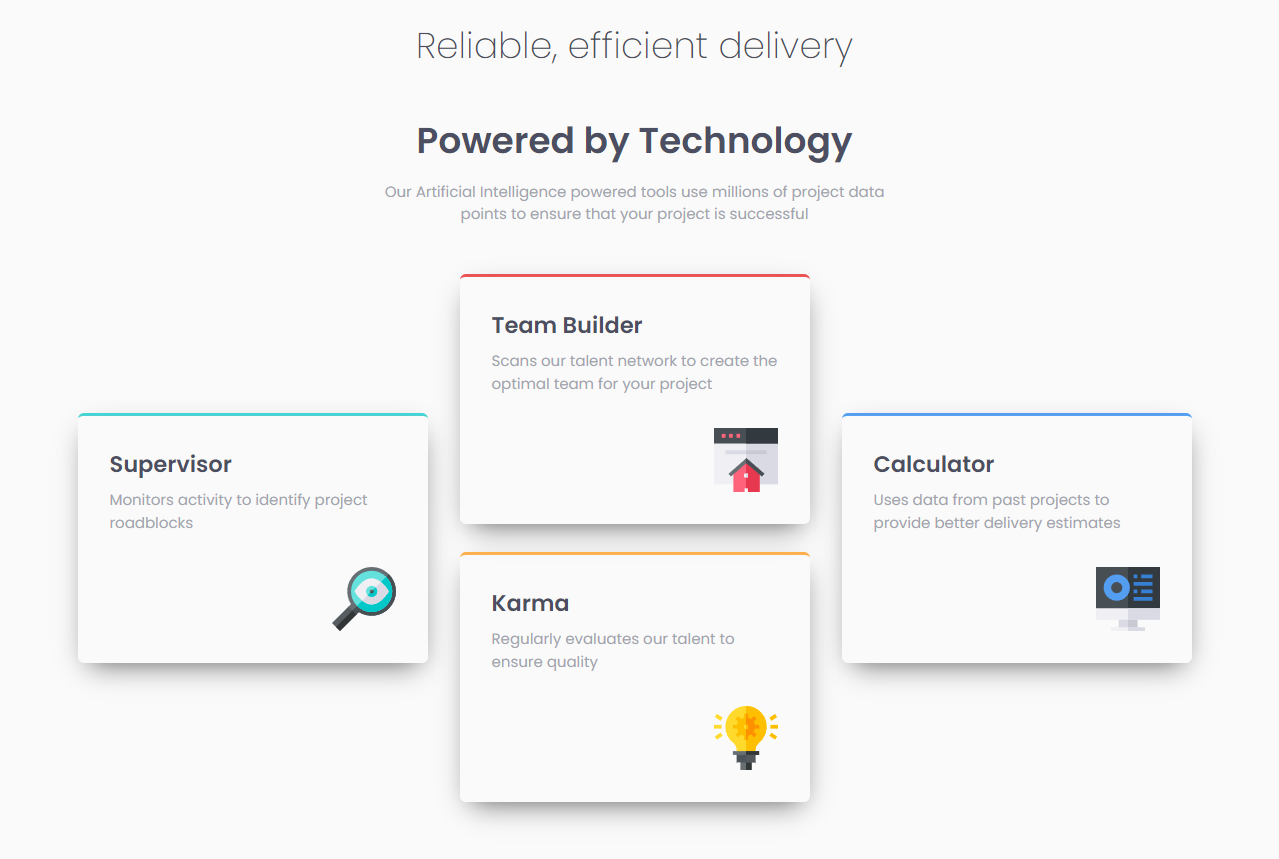 Reliable, efficient delivery
Powered by Technology
Our Artificial Intelligence powered tools use millions of project data
points to ensure that your project is successful
Supervisor
Monitors activity to identify project
roadblocks
Team Builder
Scans our talent network to create the
optimal team for your project
Karma
Regularly evaluates our talent to
ensure quality
Calculator
Uses data from past projects to
provide better delivery estimates